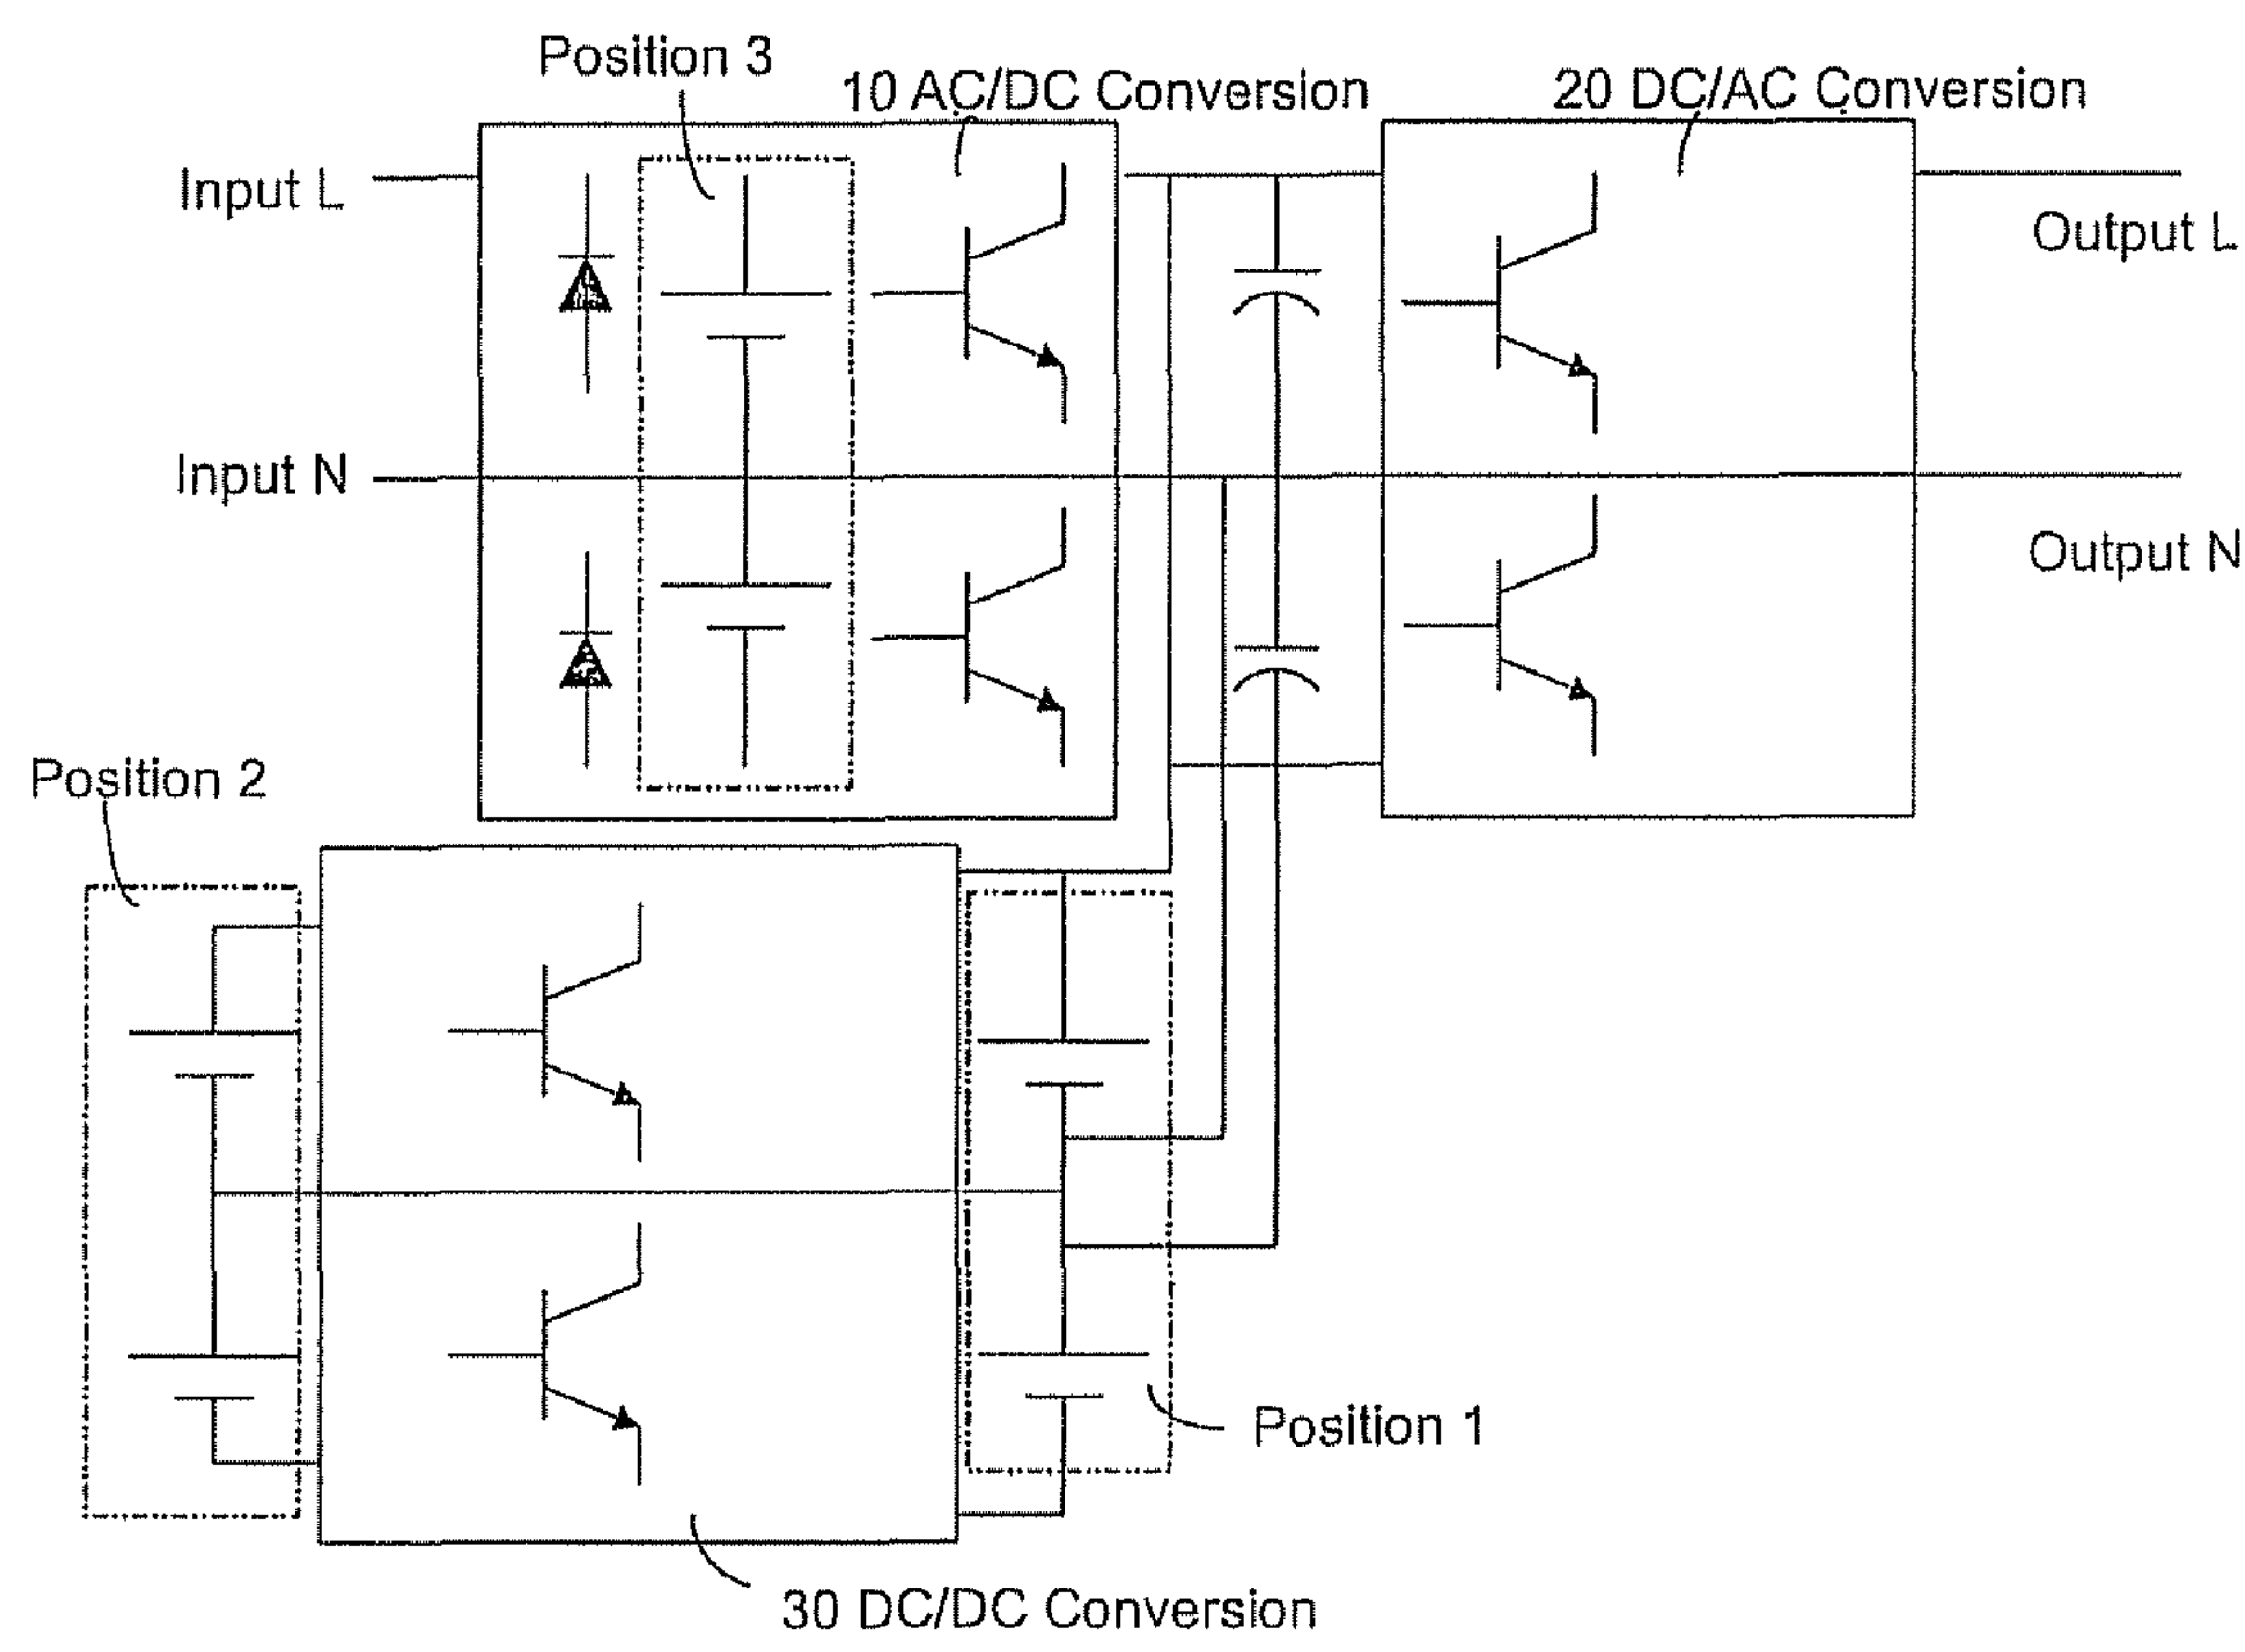 Position 3
10 AC/DC Conversion
20 DC/AC Conversion
Input L
Output L
Input N
Output N
Position 2
Position 1
30 DC/DC Conversion